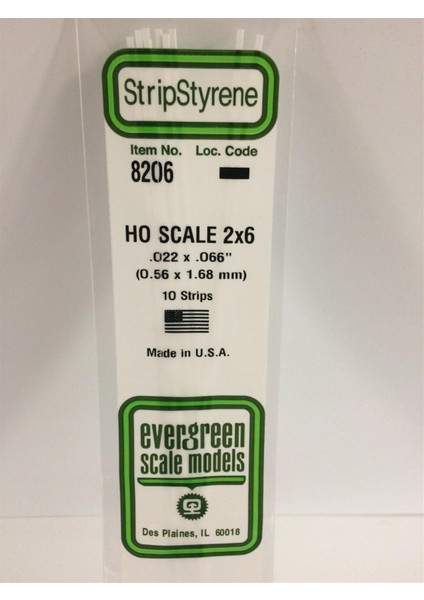 StripStyrene
Item No. Loc. Code
8206
HO SCALE 2x6
.022 x .066"
(0.56 x 1.68 mm)
10 Strips
Made in U.S.A.
evergreen
scale models
Des Plaines, IL 60018